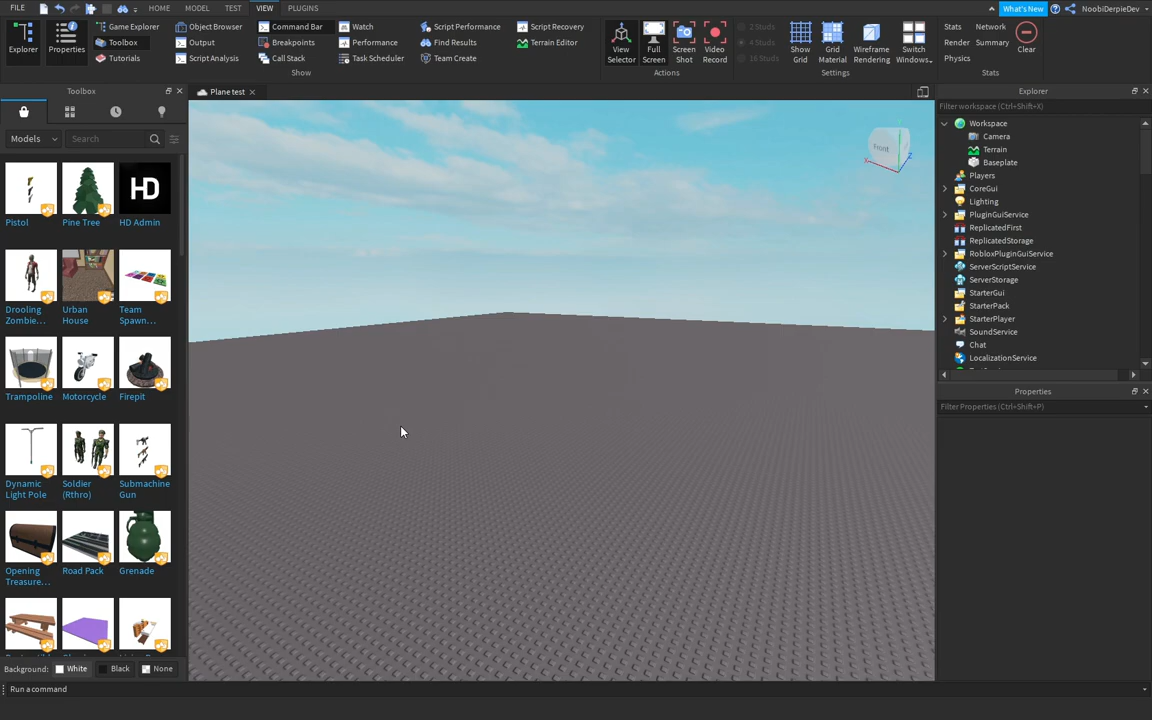 FILE HOME MODEL TEST VIEW PLUGINS What's New NoobiDerpieDev
Game Explorer Object Browser Command Bar Watch Script Performance Script Recovery 2 Studs Stats Network
Toolbox Output Breakpoints Performance Find Results Terrain Editor 4 Studs Render Summary
Tutorials Script Analysis Call Stack Task Scheduler Team Create 16 Studs Physics
Explorer Properties View Selector Full Screen Screen Shot Video Record Show Grid Grid Material Wireframe Rendering Switch Windows Clear
Show Actions Settings Stats
Toolbox Plane test Explorer
Filter workspace (Ctrl+Shift+X)
Models Search
Front
X
Z
Workspace
Camera
Terrain
Baseplate
Players
CoreGui
Lighting
PluginGuiService
ReplicatedFirst
ReplicatedStorage
RobloxPluginGuiService
ServerScriptService
ServerStorage
StarterGui
StarterPack
StarterPlayer
SoundService
Chat
LocalizationService
Properties
Filter Properties (Ctrl+Shift+P)
HD
Pistol Pine Tree HD Admin
Drooling Zombie... Urban House Team Spawn...
Trampoline Motorcycle Firepit
Dynamic Light Pole Soldier (Rthro) Submachine Gun
Opening Treasure... Road Pack Grenade
Background: White Black None
Run a command